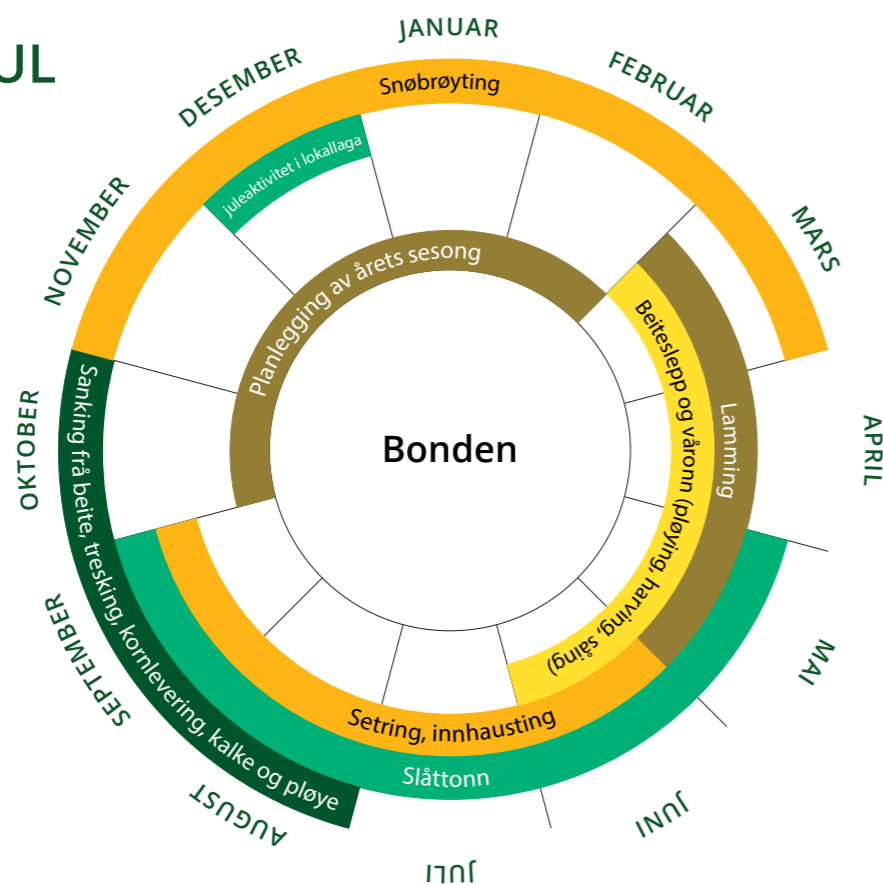 UL
JANUAR
FEBRUAR
MARS
APRIL
MAI
JUNI
JULI
AUGUST
SEPTEMBER
OKTOBER
NOVEMBER
DESEMBER
Snøbrøyting
juleaktivitet i lokallaga
Planlegging av årets sesong
Beiteslepp og våronn (pløying, harving, såing)
Lamming
Bonden
Setring, innhausting
Slåttonn
Sanking frå beite, tresking, kornlevering, kalke og pløye